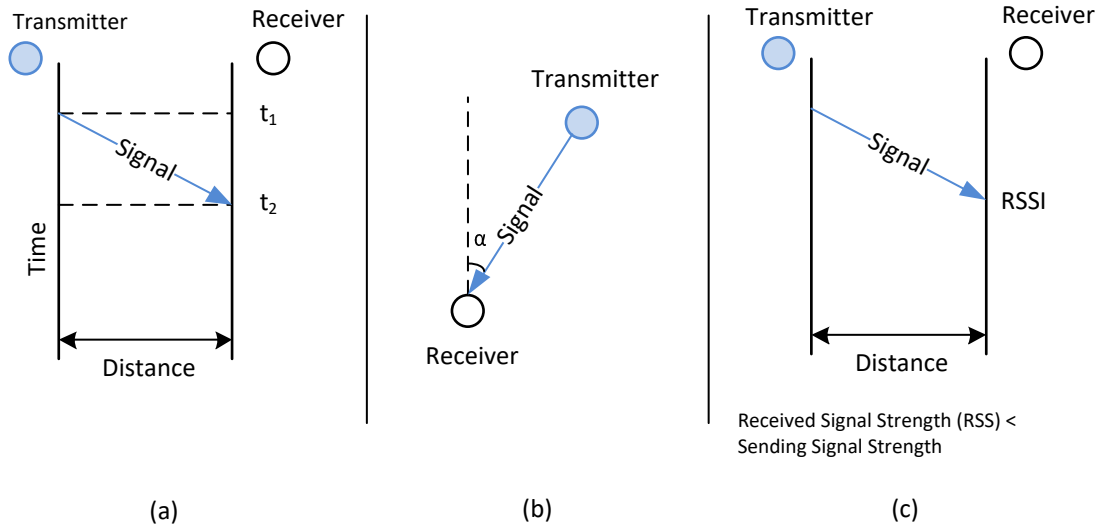 Transmitter
Receiver
t1
Signal
t2
Time
Distance
(a)
Transmitter
α
Signal
Receiver
(b)
Transmitter
Receiver
Signal
RSSI
Distance
Received Signal Strength (RSS) <
Sending Signal Strength
(c)